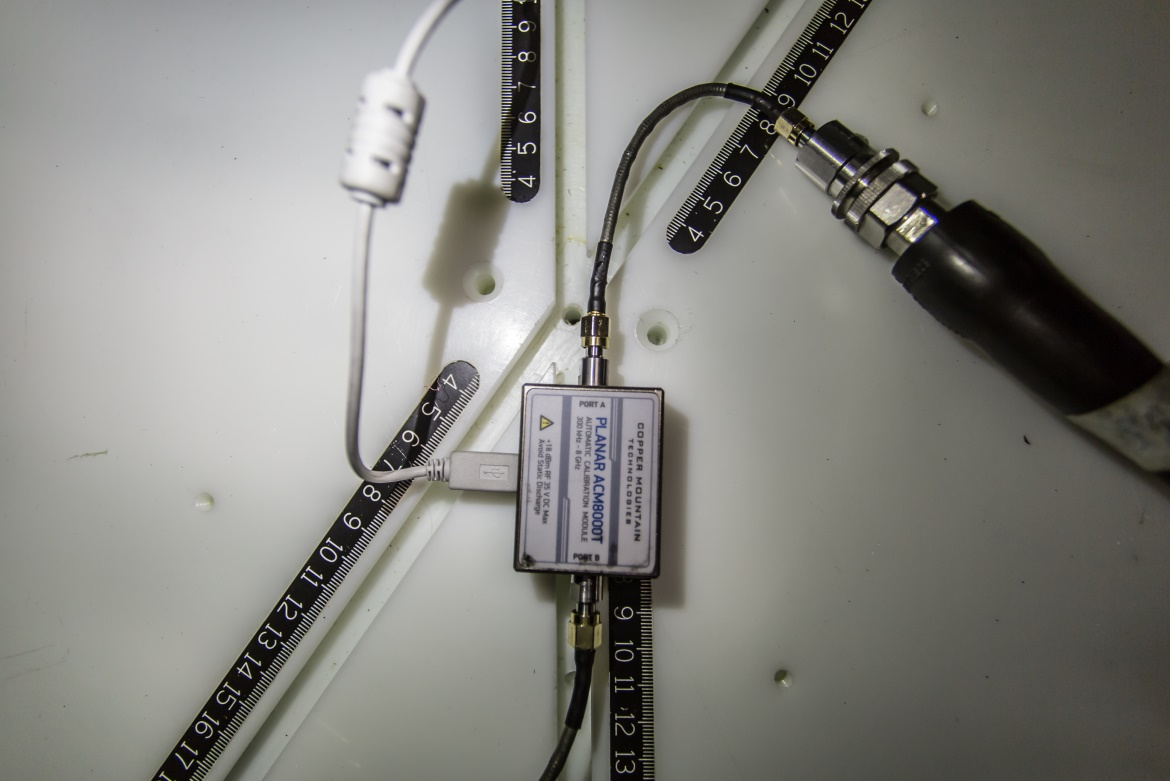 COPPER MOUNTAIN
TECHNOLOGIES
PORT A
PLANAR ACM8000T
AUTOMATIC CALIBRATION MODULE
300 kHz - 8 GHz
+18 dBm RF 35 V DC Max
Avoid Static Discharge
PORT B
4 5 6 7 8 9
4 5 6 7 8 9 10 11 12 13
4 5 6 7 8 9 10 11 12 13 14 15 16 17
9 10 11 12 13